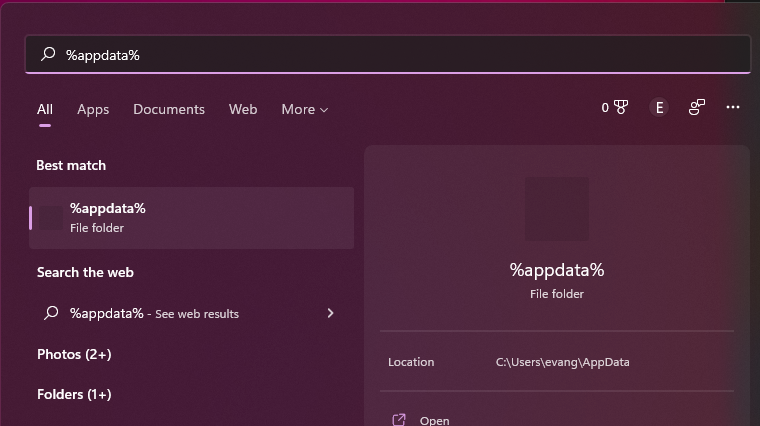 %appdata%
All Apps Documents Web More 0 E ...
Best match
%appdata%
File folder
Search the web
%appdata% - See web results
Photos (2+)
Folders (1+)
%appdata%
File folder
Location C:\Users\evang\AppData
Open